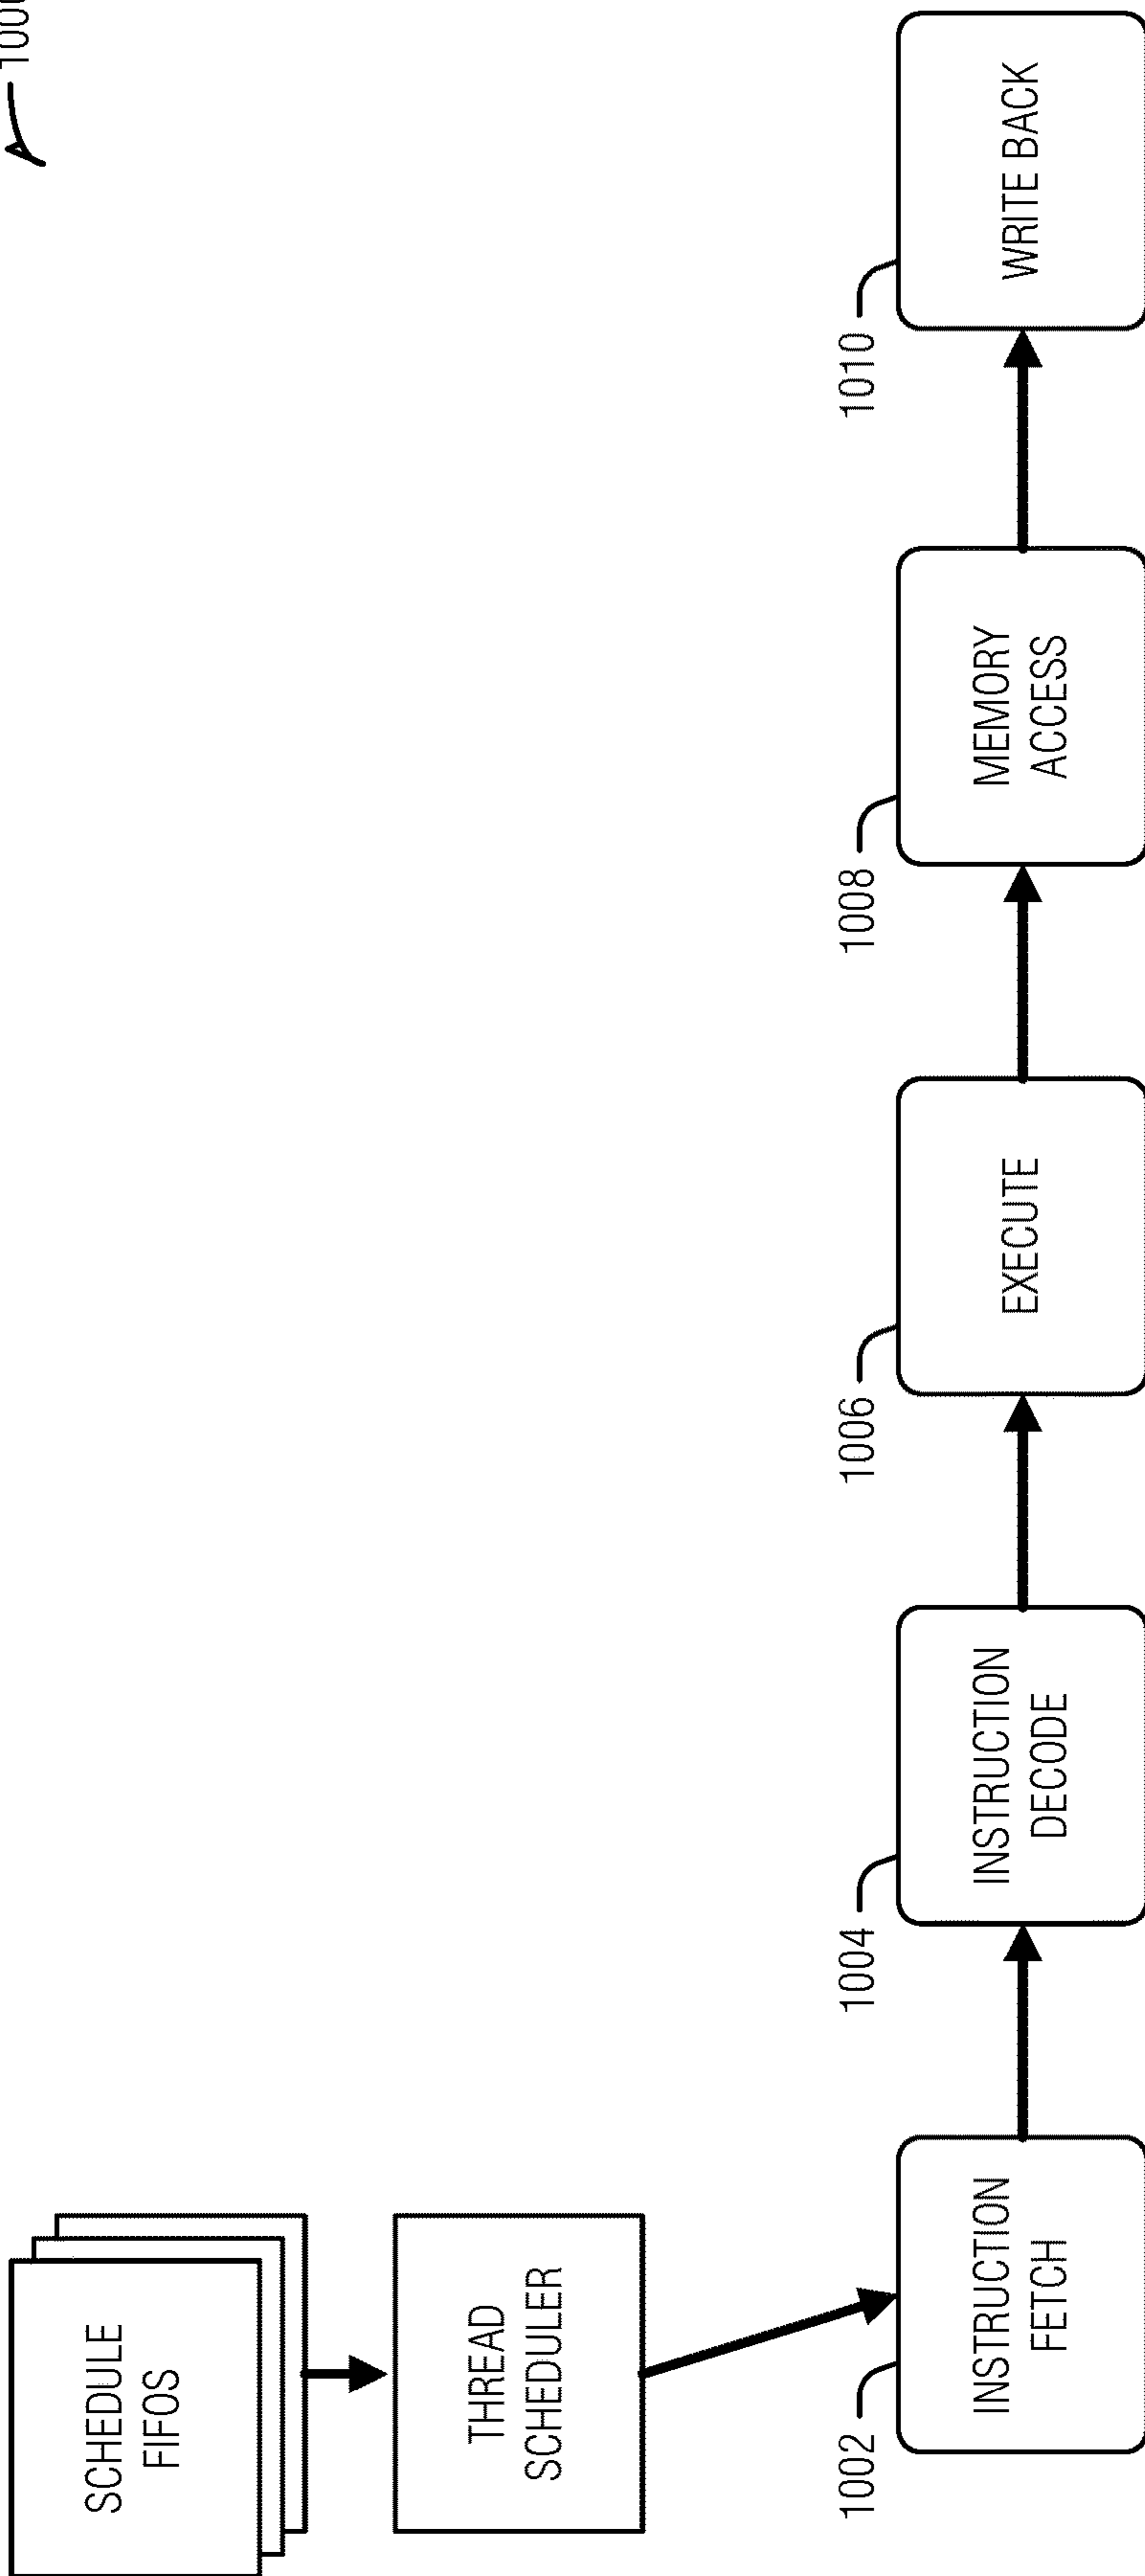 1000
SCHEDULE
FIFOS
THREAD
SCHEDULER
1002
INSTRUCTION
FETCH
1004
INSTRUCTION
DECODE
1006
EXECUTE
1008
MEMORY
ACCESS
1010
WRITE BACK